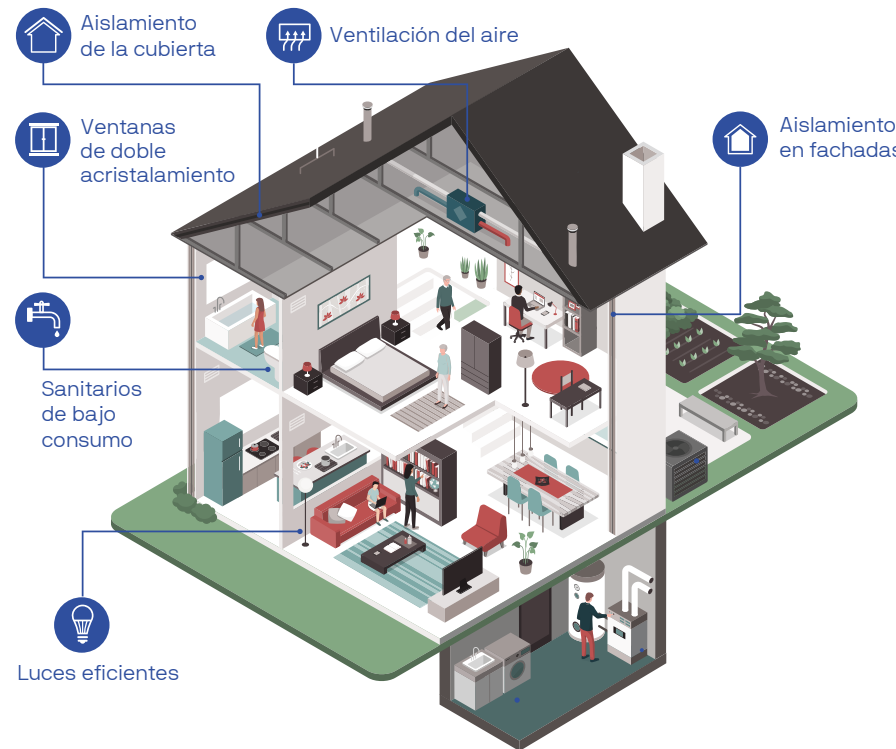 Aislamiento
de la cubierta
Ventilación del aire
Ventanas
de doble
acristalamiento
Aislamiento
en fachadas
Sanitarios
de bajo
consumo
Luces eficientes